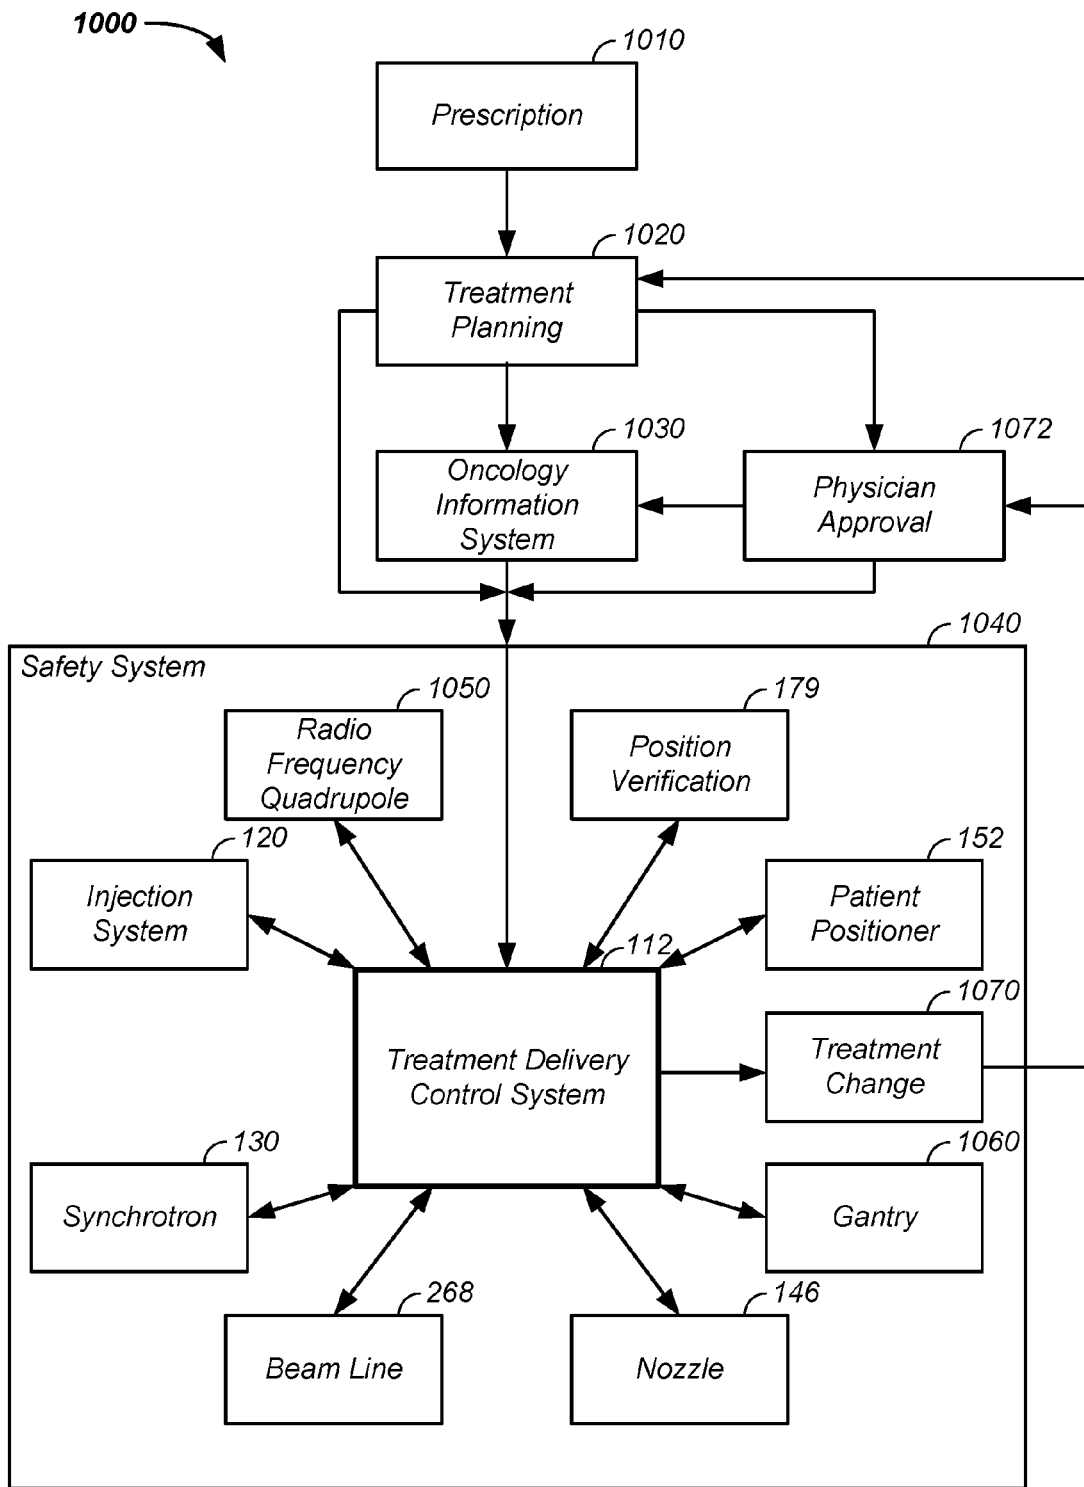 1000
1010
Prescription
1020
Treatment
Planning
1030
Oncology
Information
System
1072
Physician
Approval
1040
Safety System
1050
Radio
Frequency
Quadrupole
179
Position
Verification
120
Injection
System
152
Patient
Positioner
112
Treatment Delivery
Control System
1070
Treatment
Change
130
Synchrotron
1060
Gantry
268
Beam Line
146
Nozzle